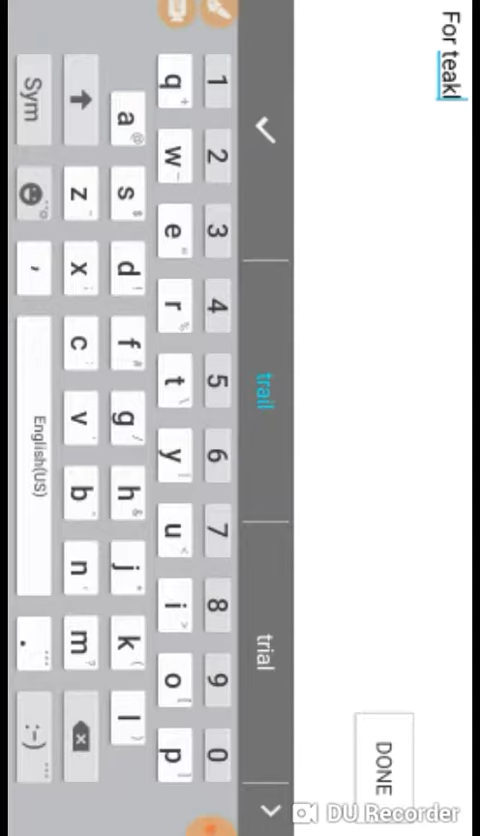 For teakl
DONE
trail trial
1 2 3 4 5 6 7 8 9 0
q w e r t y u i o p
a s d f g h j k l
z x c v b n m
Sym , English(US) . :-)
DU Recorder